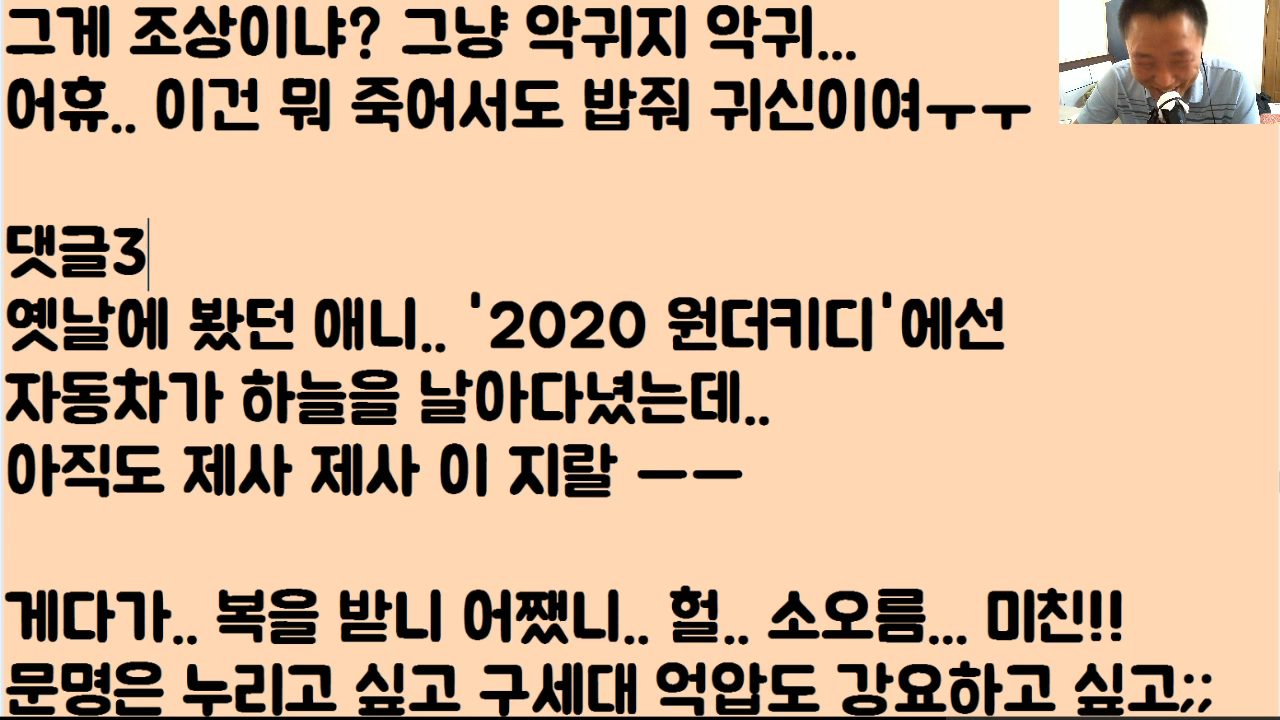 그게 조상이냐? 그냥 악귀지 악귀...
어휴.. 이건 뭐 죽어서도 밥줘 귀신이여ㅜㅜ
댓글3
옛날에 봤던 애니.. '2020 원더키디'에선
자동차가 하늘을 날아다녔는데..
아직도 제사 제사 이 지랄 ㅡㅡ
게다가.. 복을 받니 어쨌니.. 헐.. 소오름... 미친!!
문명은 누리고 싶고 구세대 억압도 강요하고 싶고;;